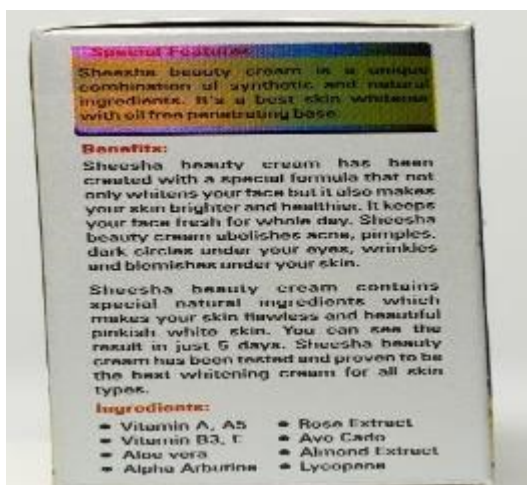 Special Features
Sheesha beauty cream is a unique
combination of synthetic and natural
ingredients. It's a best skin whitense
with oil free penetrating base.
Benefits:
Sheesha beauty cream has been
created with a special formula that not
only whitens your face but it also makes
your skin brighter and healthier. It keeps
your face fresh for whole day. Sheesha
beauty cream abolishes acne, pimples,
dark circles under your eyes, wrinkles
and blemishes under your skin.
Sheesha beauty cream contains
special natural ingredients which
makes your skin flawless and beautiful
pinkish white skin. You can see the
result in just 5 days. Sheesha beauty
cream has been tested and proven to be
the best whitening cream for all skin
types.
Ingredients:
• Vitamin A, A5
• Vitamin B3, E
• Aloe vera
• Alpha Arburine
• Rose Extract
• Avo Cado
• Almond Extract
• Lycopene